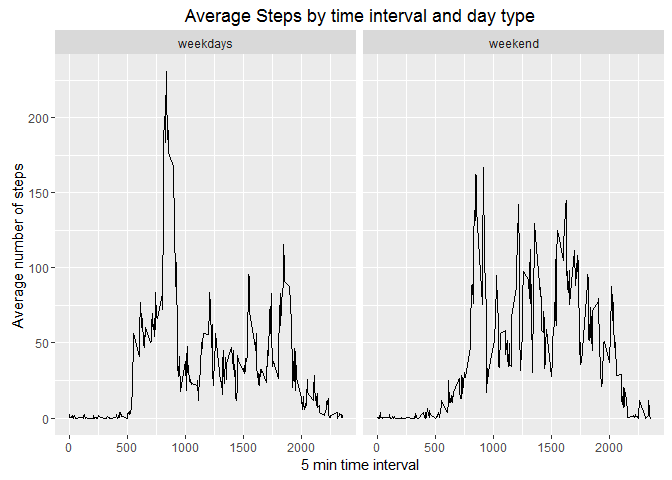 Average Steps by time interval and day type
weekdays
weekend
Average number of steps
200
150
100
50
0
0 500 1000 1500 2000
0 500 1000 1500 2000
5 min time interval